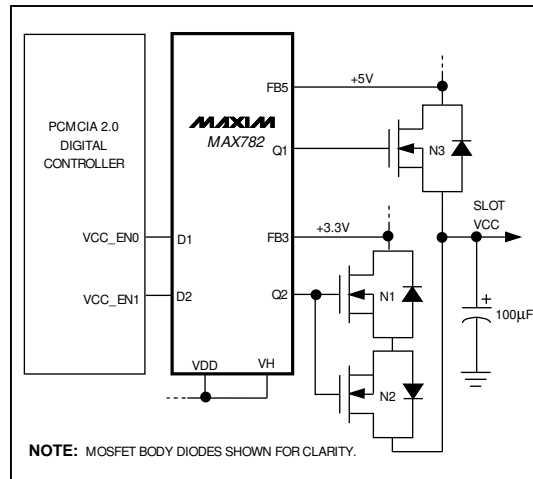 FB5
+5V
PCMCIA 2.0
DIGITAL
CONTROLLER
MAXIM
MAX782
Q1
N3
SLOT
VCC
VCC_EN0
D1
FB3
+3.3V
VCC_EN1
D2
Q2
N1
+
100µF
VDD
VH
N2
NOTE: MOSFET BODY DIODES SHOWN FOR CLARITY.